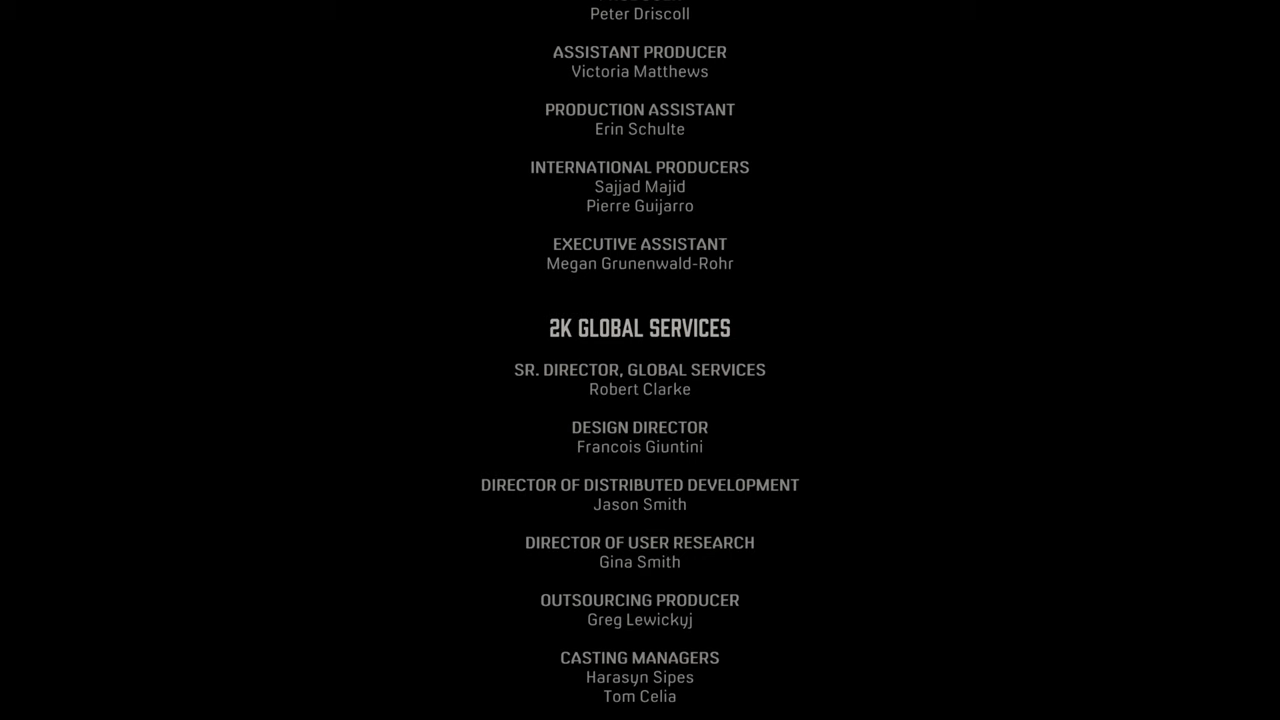 Peter Driscoll
ASSISTANT PRODUCER
Victoria Matthews
PRODUCTION ASSISTANT
Erin Schulte
INTERNATIONAL PRODUCERS
Sajjad Majid
Pierre Guijarro
EXECUTIVE ASSISTANT
Megan Grunenwald-Rohr
2K GLOBAL SERVICES
SR. DIRECTOR, GLOBAL SERVICES
Robert Clarke
DESIGN DIRECTOR
Francois Giuntini
DIRECTOR OF DISTRIBUTED DEVELOPMENT
Jason Smith
DIRECTOR OF USER RESEARCH
Gina Smith
OUTSOURCING PRODUCER
Greg Lewickyj
CASTING MANAGERS
Harasyn Sipes
Tom Celia